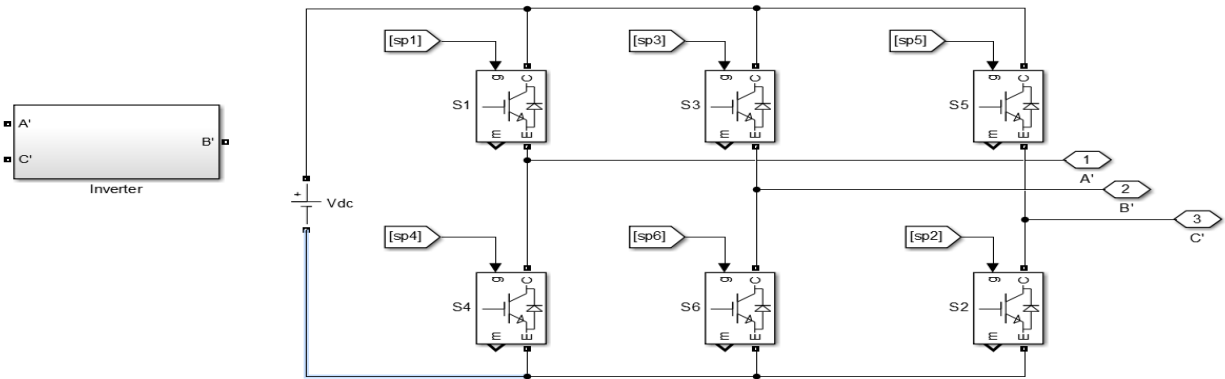 A'
C'
B'
Inverter
+
Vdc
[sp1]
g
C
S1
m
E
[sp3]
g
C
S3
m
E
[sp5]
g
C
S5
m
E
1
A'
2
B'
3
C'
[sp4]
g
C
S4
m
E
[sp6]
g
C
S6
m
E
[sp2]
g
C
S2
m
E